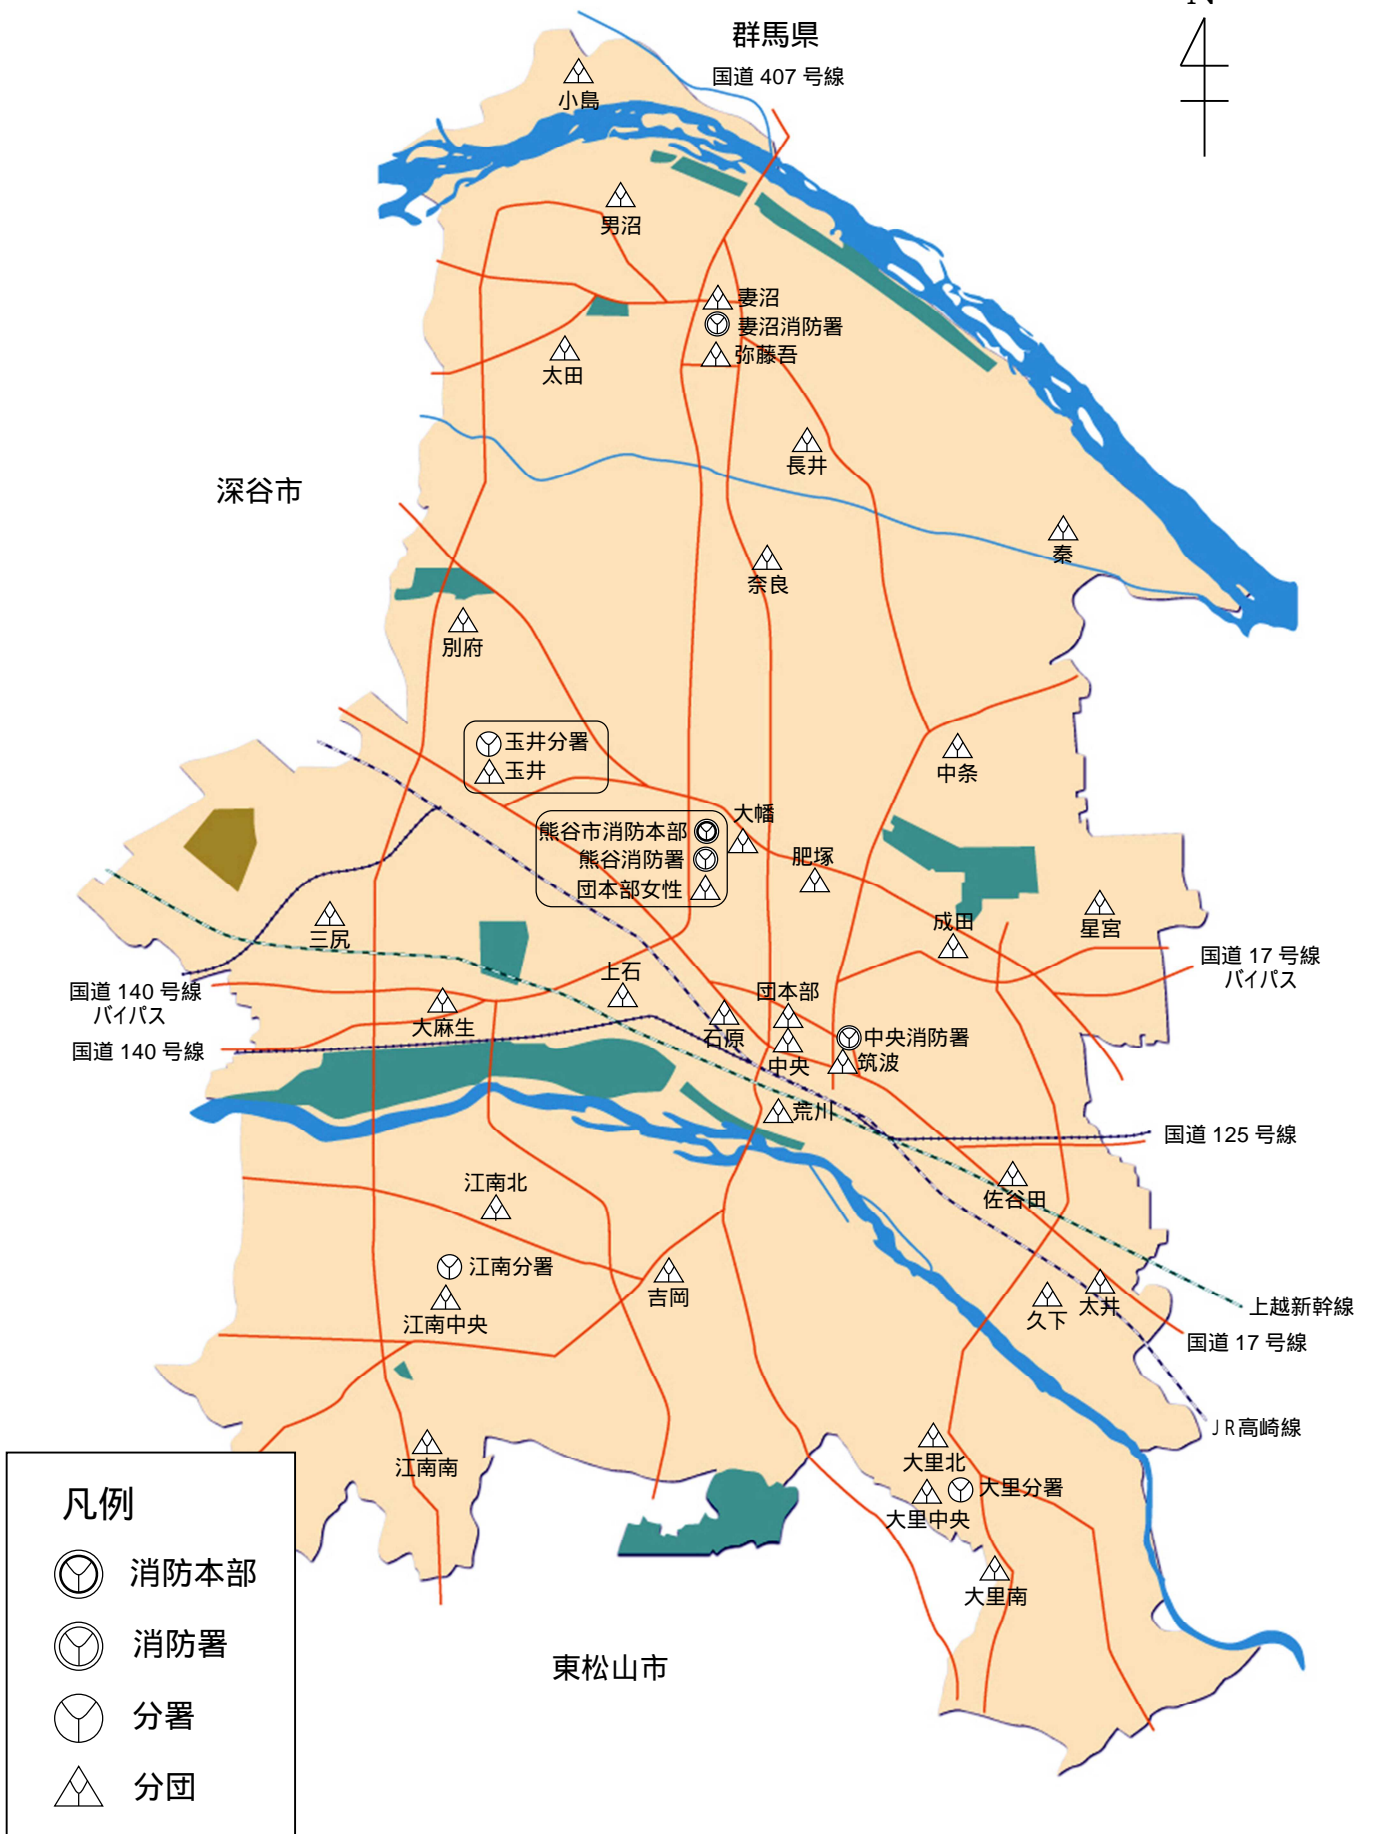 N
群馬県
国道 407 号線
小島
男沼
妻沼
妻沼消防署
弥藤吾
太田
長井
深谷市
秦
奈良
別府
玉井分署
玉井
中条
大幡
熊谷市消防本部
熊谷消防署
団本部女性
肥塚
三尻
成田
星宮
国道 17 号線
バイパス
上石
国道 140 号線
バイパス
大麻生
団本部
石原
中央消防署
国道 140 号線
中央
筑波
荒川
国道 125 号線
江南北
佐谷田
江南分署
吉岡
江南中央
久下
太井
上越新幹線
国道 17 号線
JR高崎線
大里北
江南南
大里分署
大里中央
大里南
東松山市
凡例
消防本部
消防署
分署
分団